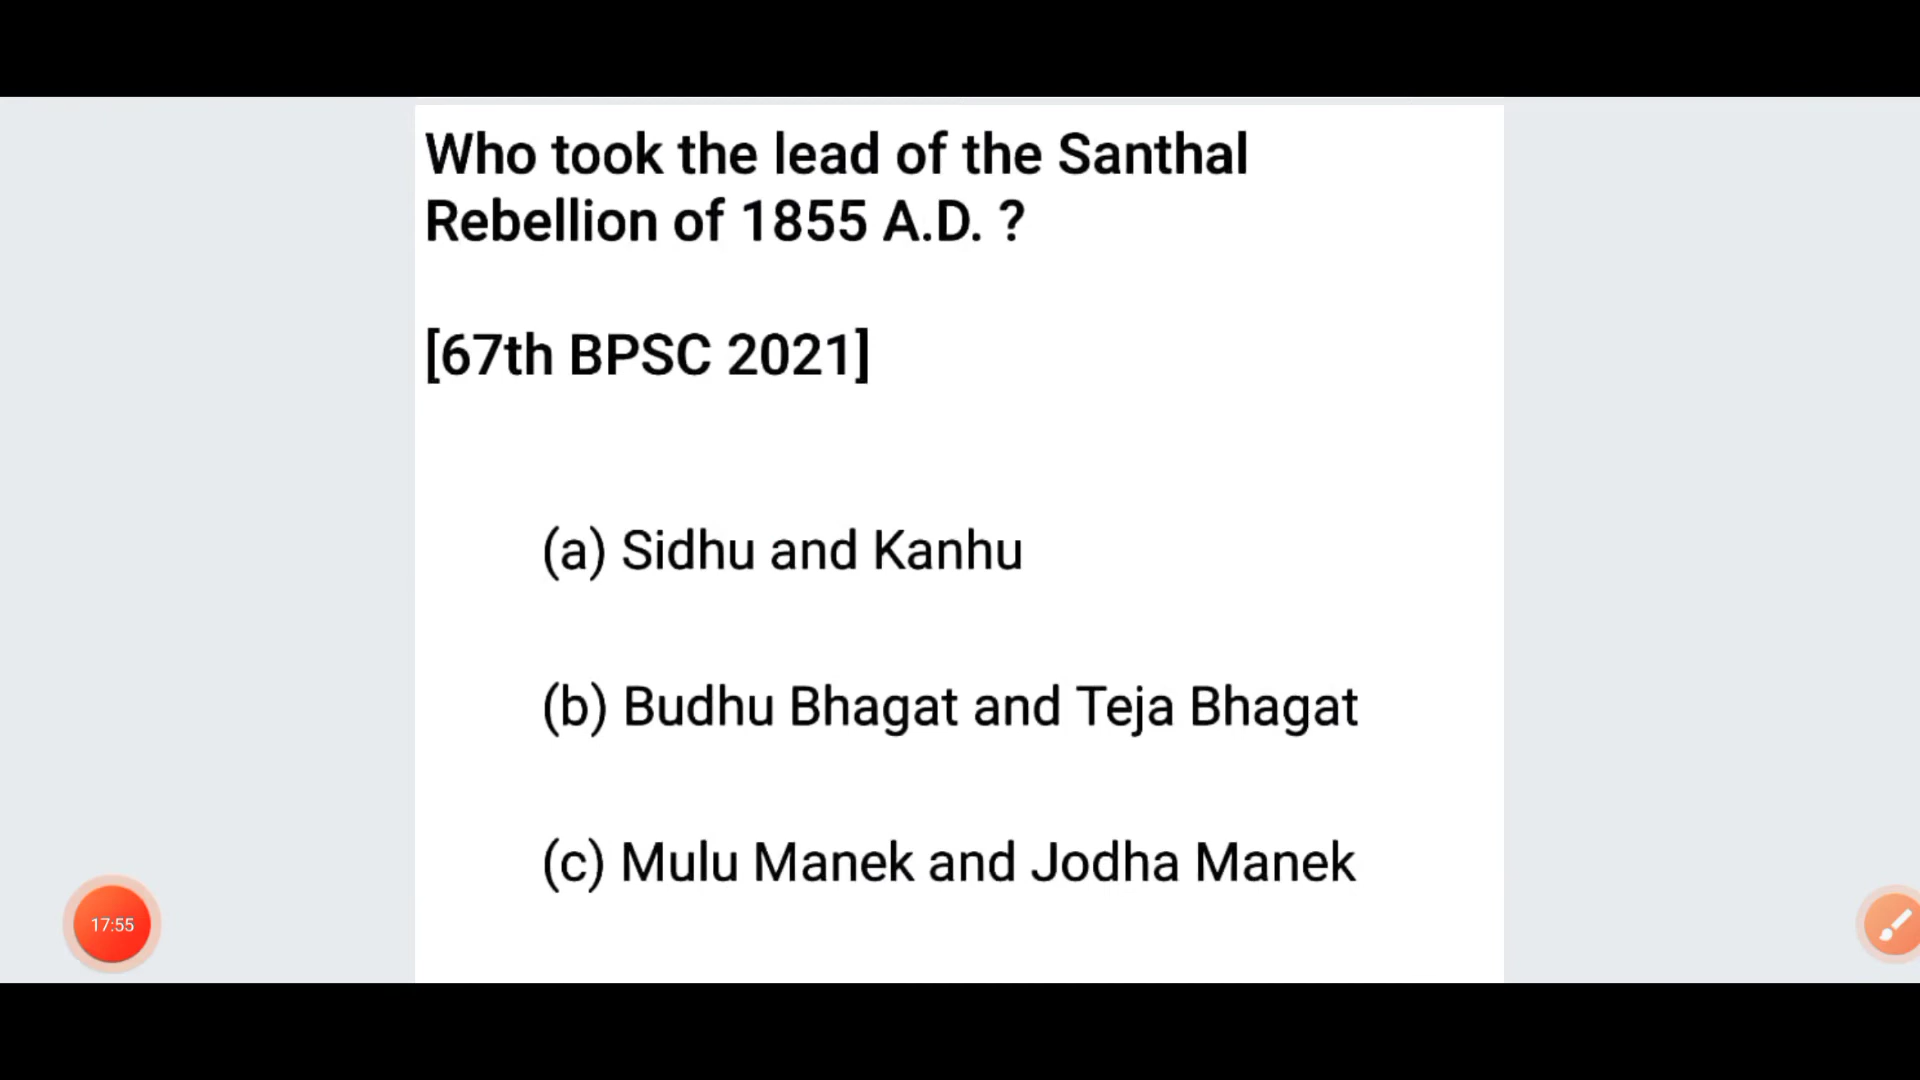 Who took the lead of the Santhal
Rebellion of 1855 A.D. ?
[67th BPSC 2021]
(a) Sidhu and Kanhu
(b) Budhu Bhagat and Teja Bhagat
(c) Mulu Manek and Jodha Manek
17:55